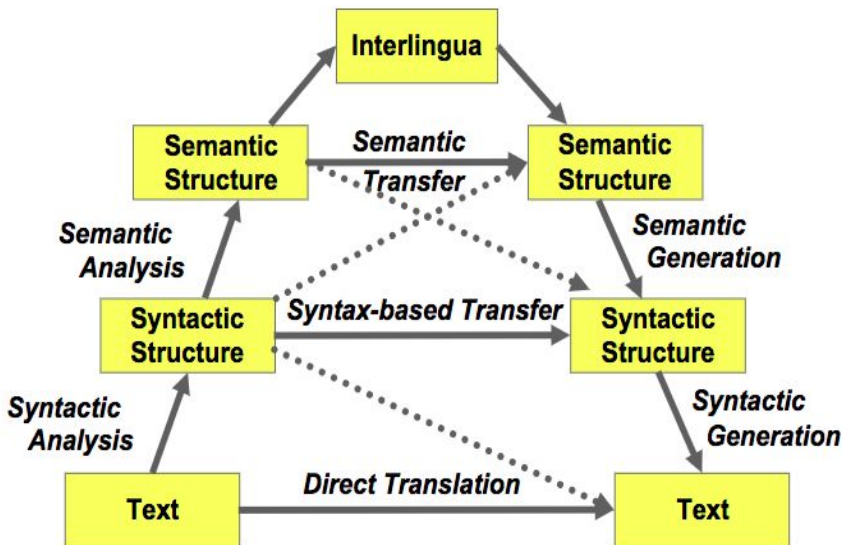 Interlingua
Semantic
Structure
Semantic
Transfer
Semantic
Structure
Semantic
Analysis
Semantic
Generation
Syntactic
Structure
Syntax-based Transfer
Syntactic
Structure
Syntactic
Analysis
Syntactic
Generation
Text
Direct Translation
Text